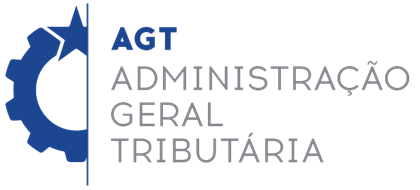 AGT
ADMINISTRAÇÃO
GERAL
TRIBUTÁRIA